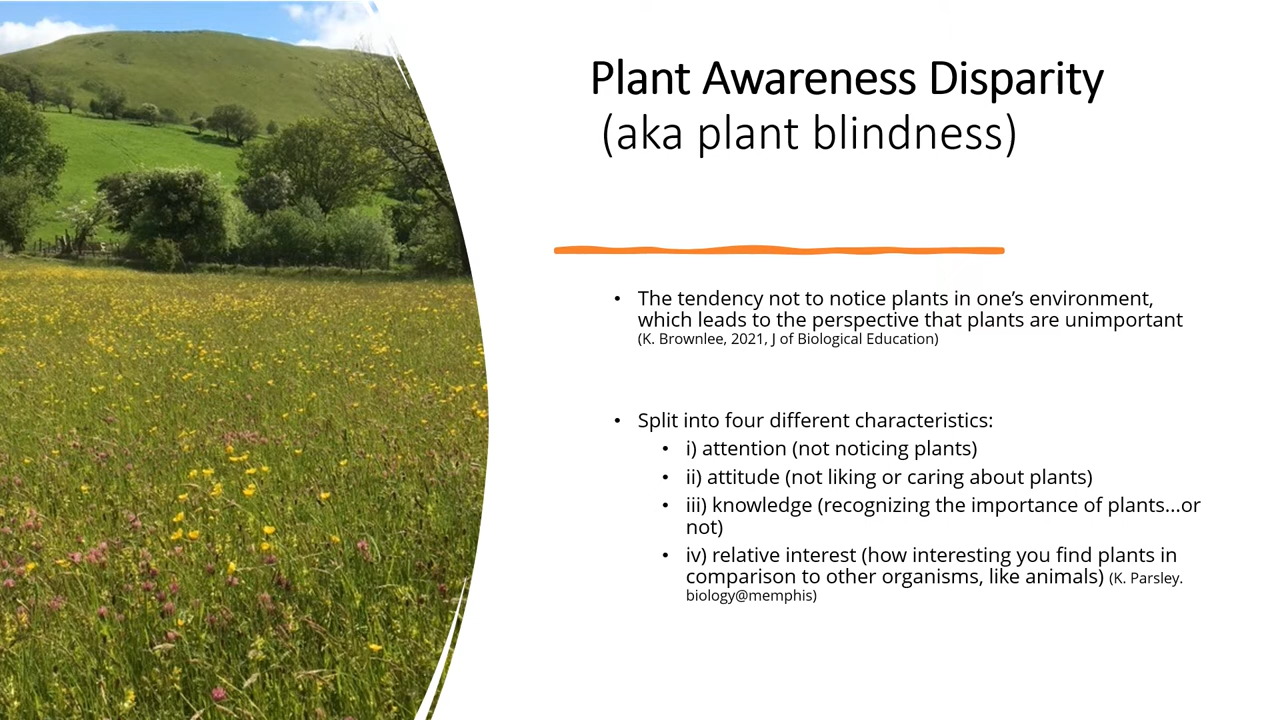 Plant Awareness Disparity
(aka plant blindness)
• The tendency not to notice plants in one’s environment,
which leads to the perspective that plants are unimportant
(K. Brownlee, 2021, J of Biological Education)
• Split into four different characteristics:
• i) attention (not noticing plants)
• ii) attitude (not liking or caring about plants)
• iii) knowledge (recognizing the importance of plants…or
not)
• iv) relative interest (how interesting you find plants in
comparison to other organisms, like animals) (K. Parsley.
biology@memphis)